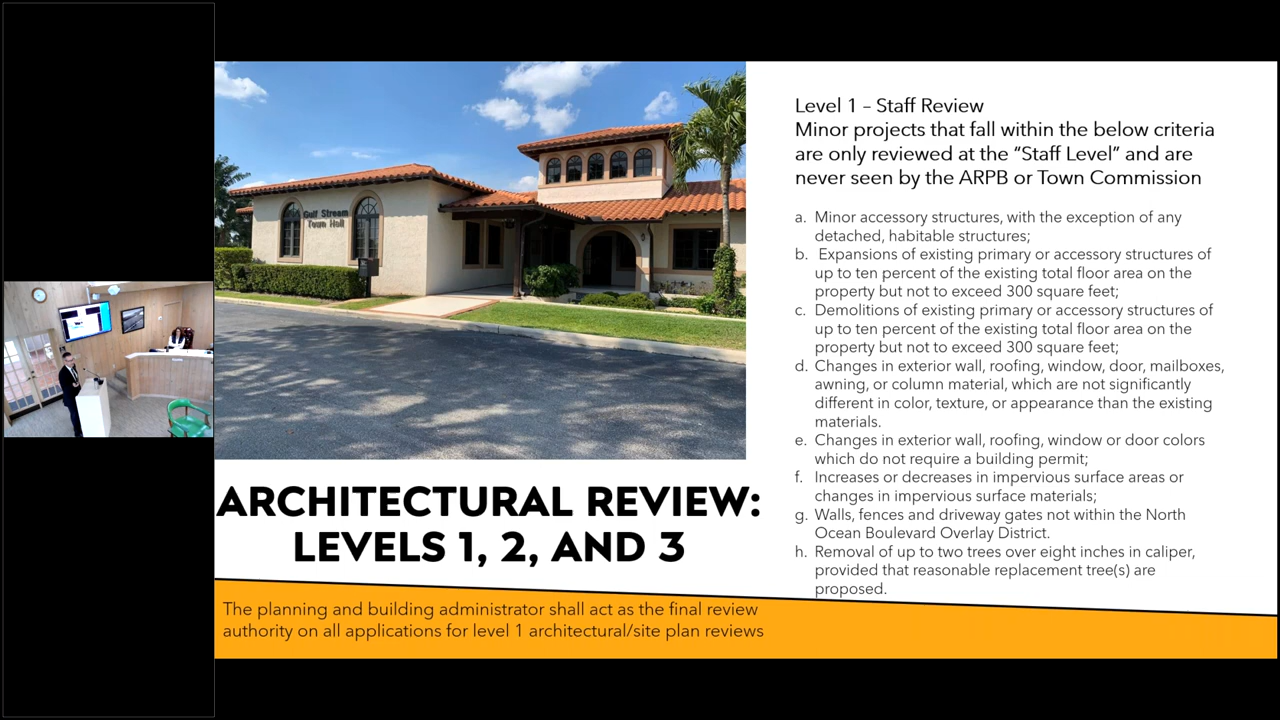 Gulf Stream
Town Hall
Level 1 – Staff Review
Minor projects that fall within the below criteria
are only reviewed at the “Staff Level” and are
never seen by the ARPB or Town Commission
a. Minor accessory structures, with the exception of any
detached, habitable structures;
b. Expansions of existing primary or accessory structures of
up to ten percent of the existing total floor area on the
property but not to exceed 300 square feet;
c. Demolitions of existing primary or accessory structures of
up to ten percent of the existing total floor area on the
property but not to exceed 300 square feet;
d. Changes in exterior wall, roofing, window, door, mailboxes,
awning, or column material, which are not significantly
different in color, texture, or appearance than the existing
materials.
e. Changes in exterior wall, roofing, window or door colors
which do not require a building permit;
f. Increases or decreases in impervious surface areas or
changes in impervious surface materials;
g. Walls, fences and driveway gates not within the North
Ocean Boulevard Overlay District.
h. Removal of up to two trees over eight inches in caliper,
provided that reasonable replacement tree(s) are
proposed.
ARCHITECTURAL REVIEW:
LEVELS 1, 2, AND 3
The planning and building administrator shall act as the final review
authority on all applications for level 1 architectural/site plan reviews